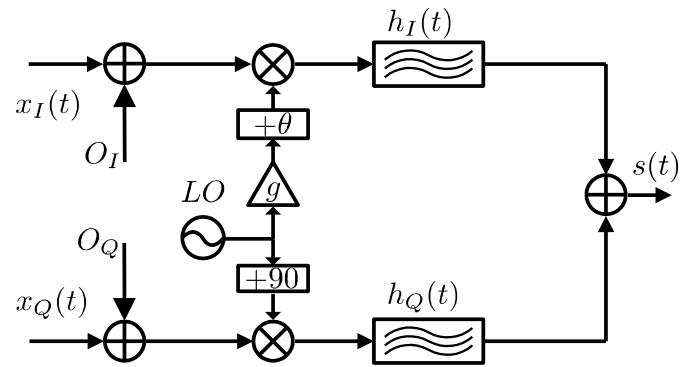 h_I(t)
x_I(t)
+θ
O_I
s(t)
LO
g
O_Q
+90
x_Q(t)
h_Q(t)